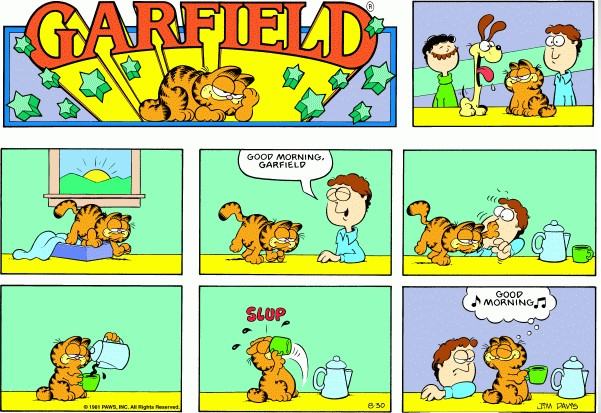 GARFIELD®
GOOD MORNING,
GARFIELD
© 1981 PAWS, INC. All Rights Reserved.
SLUP
8-30
GOOD
MORNING
JIM DAVIS